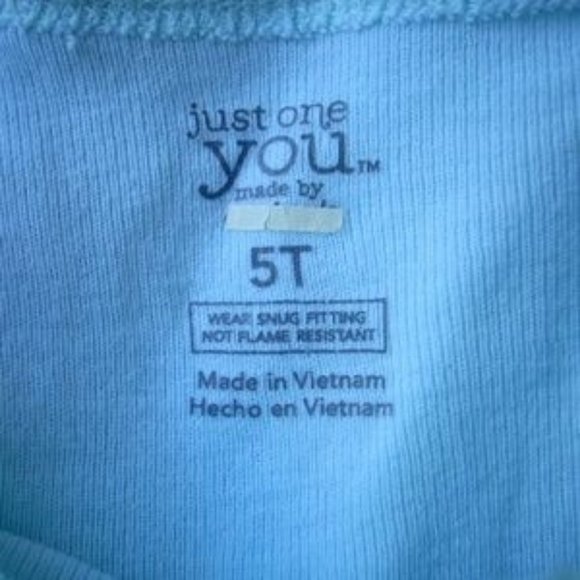 just one
you™
made by
5T
WEAR SNUG FITTING
NOT FLAME RESISTANT
Made in Vietnam
Hecho en Vietnam